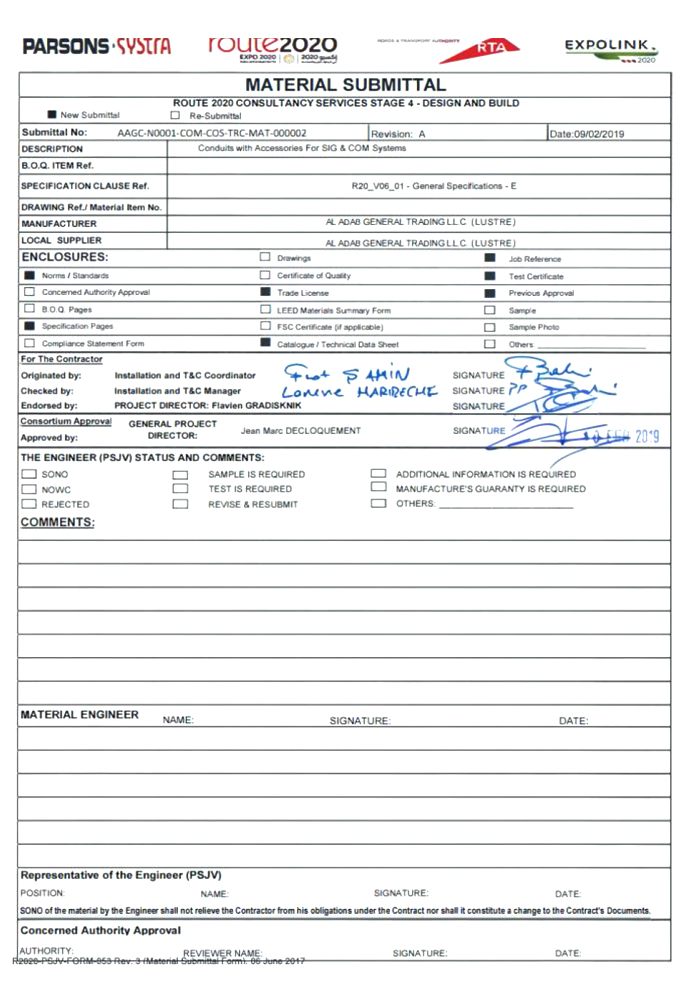 PARSONS SYSTRA
route2020
EXPO 2020
ROADS & TRANSPORT AUTHORITY
RTA
EXPOLINK
2020
MATERIAL SUBMITTAL
ROUTE 2020 CONSULTANCY SERVICES STAGE 4 - DESIGN AND BUILD
New Submittal Re-Submittal
Submittal No: AAGC-N0001-COM-COS-TRC-MAT-000002 Revision: A Date:09/02/2019
DESCRIPTION Conduits with Accessories For SIG & COM Systems
B.O.Q. ITEM Ref.
SPECIFICATION CLAUSE Ref. R20_V06_01 - General Specifications - E
DRAWING Ref./ Material Item No.
MANUFACTURER AL ADAB GENERAL TRADING L.L.C. (LUSTRE)
LOCAL SUPPLIER AL ADAB GENERAL TRADING L.L.C. (LUSTRE)
ENCLOSURES: Drawings Job Reference
Norms / Standards Certificate of Quality Test Certificate
Concerned Authority Approval Trade License Previous Approval
B.O.Q. Pages LEED Materials Summary Form Sample
Specification Pages FSC Certificate (if applicable) Sample Photo
Compliance Statement Form Catalogue / Technical Data Sheet Others
For The Contractor
Originated by: Installation and T&C Coordinator SAMIN SIGNATURE
Checked by: Installation and T&C Manager HARIBECHE SIGNATURE PP
Endorsed by: PROJECT DIRECTOR: Flavien GRADISKNIK SIGNATURE
Consortium Approval
Approved by: GENERAL PROJECT DIRECTOR: Jean Marc DECLOQUEMENT SIGNATURE 2019
THE ENGINEER (PSJV) STATUS AND COMMENTS:
SONO SAMPLE IS REQUIRED ADDITIONAL INFORMATION IS REQUIRED
NOWC TEST IS REQUIRED MANUFACTURE'S GUARANTY IS REQUIRED
REJECTED REVISE & RESUBMIT OTHERS:
COMMENTS:
MATERIAL ENGINEER NAME: SIGNATURE: DATE:
Representative of the Engineer (PSJV)
POSITION: NAME: SIGNATURE: DATE:
SONO of the material by the Engineer shall not relieve the Contractor from his obligations under the Contract nor shall it constitute a change to the Contract's Documents.
Concerned Authority Approval
AUTHORITY: REVIEWER NAME: SIGNATURE: DATE:
R2020-PSJV-FORM-053 Rev. 3 (Material Submittal Form). 06 June 2017